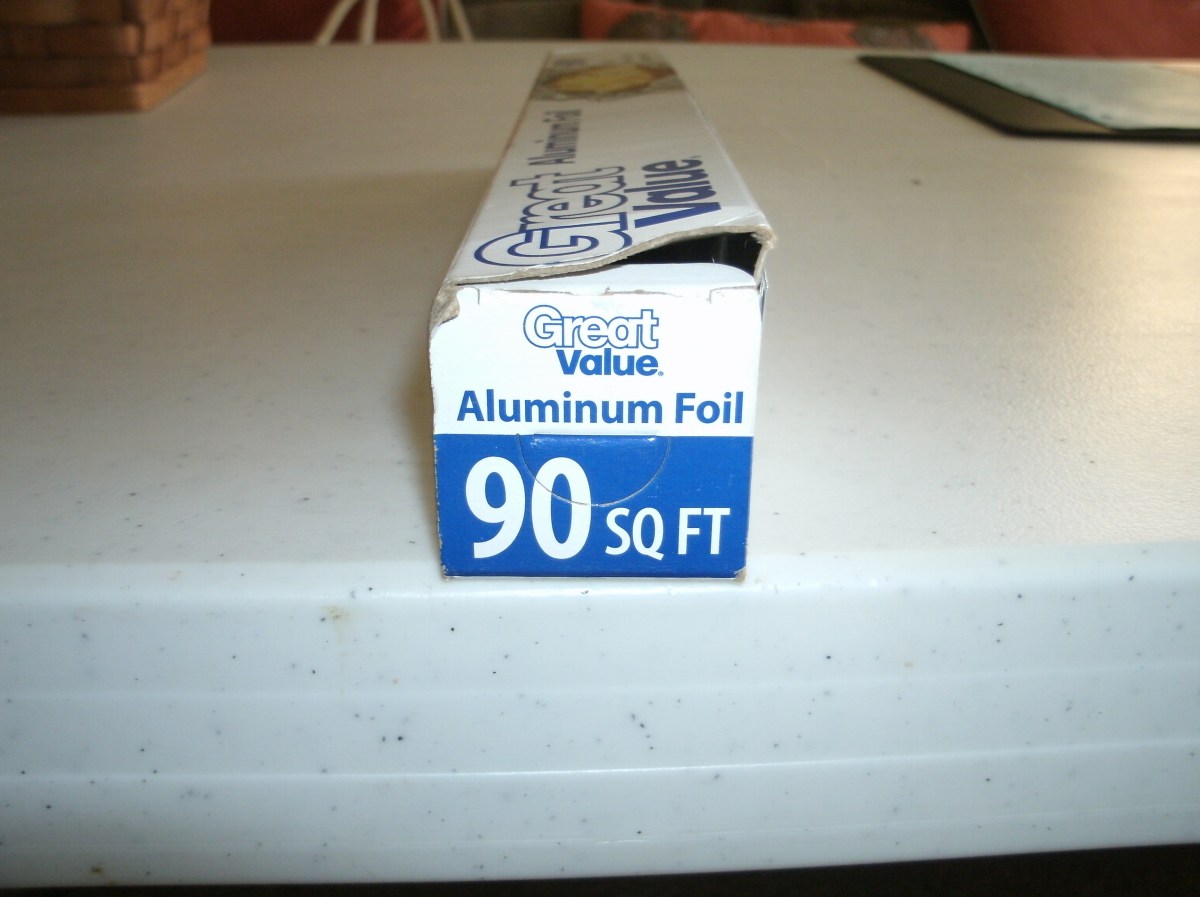 Great
Value®
Aluminum Foil
Great
Value®
Aluminum Foil
90 SQ FT